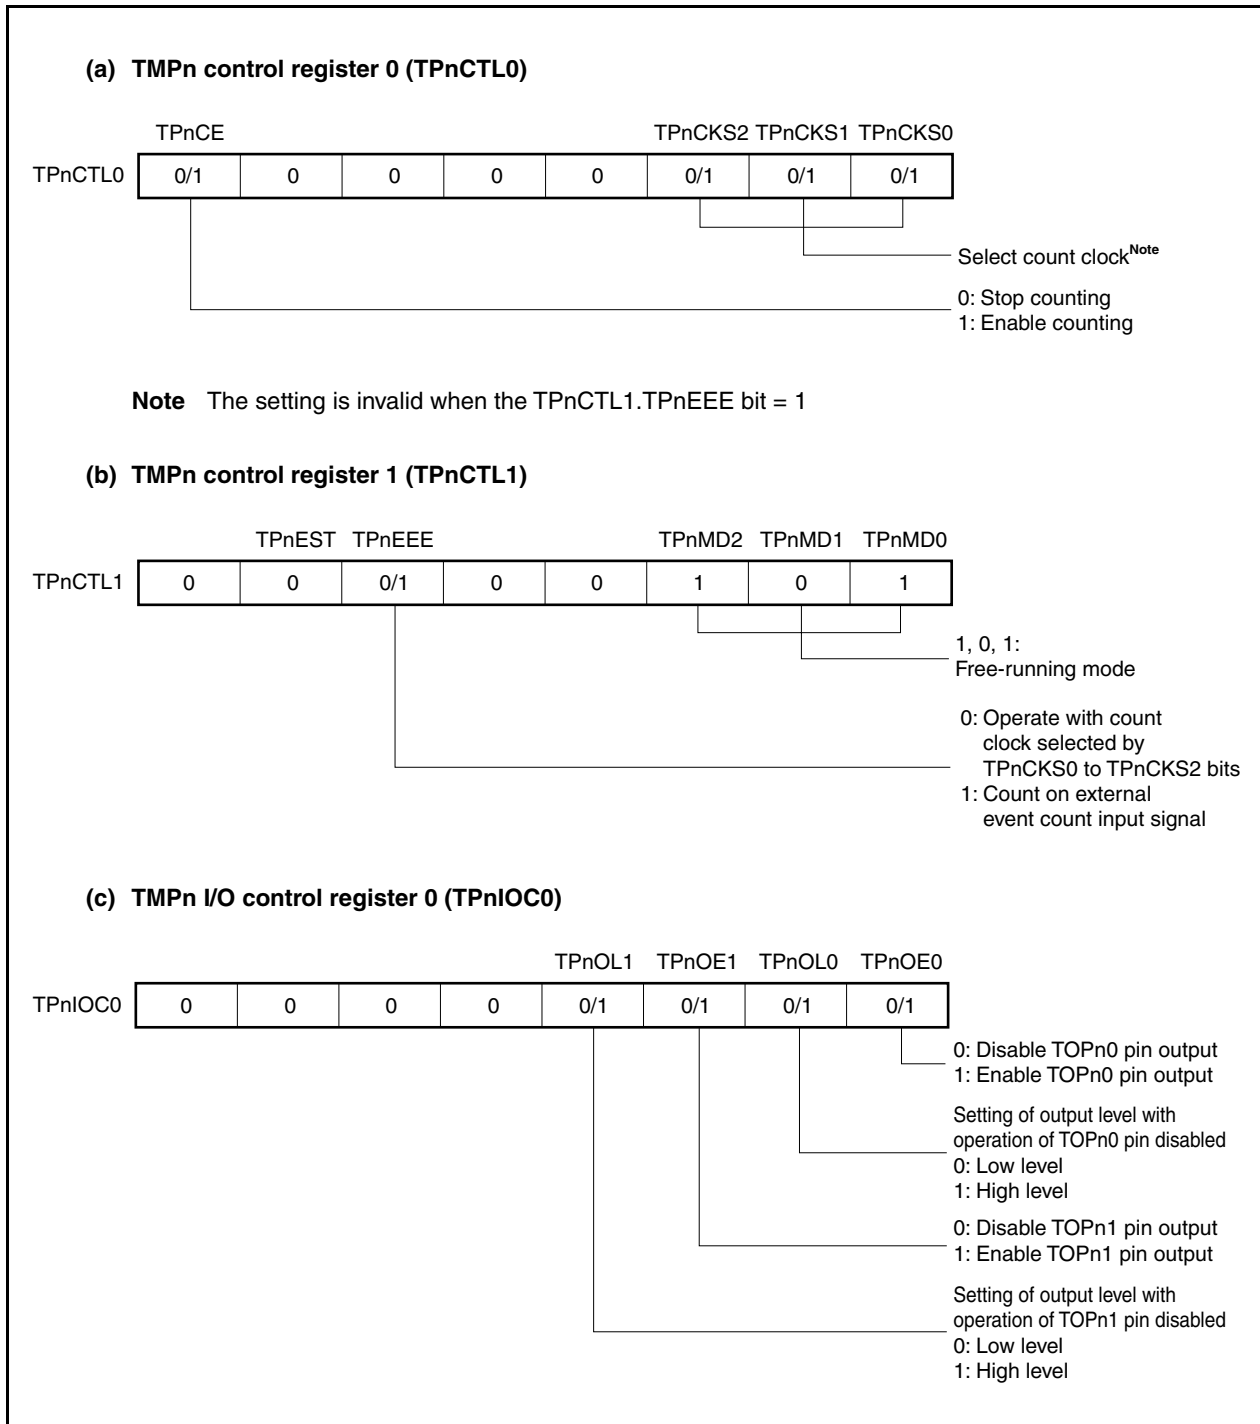 (a) TMPn control register 0 (TPnCTL0)
TPnCE TPnCKS2 TPnCKS1 TPnCKS0
TPnCTL0 0/1 0 0 0 0 0/1 0/1 0/1
Select count clockNote
0: Stop counting
1: Enable counting
Note The setting is invalid when the TPnCTL1.TPnEEE bit = 1
(b) TMPn control register 1 (TPnCTL1)
TPnEST TPnEEE TPnMD2 TPnMD1 TPnMD0
TPnCTL1 0 0 0/1 0 0 1 0 1
1, 0, 1:
Free-running mode
0: Operate with count
clock selected by
TPnCKS0 to TPnCKS2 bits
1: Count on external
event count input signal
(c) TMPn I/O control register 0 (TPnIOC0)
TPnOL1 TPnOE1 TPnOL0 TPnOE0
TPnIOC0 0 0 0 0 0/1 0/1 0/1 0/1
0: Disable TOPn0 pin output
1: Enable TOPn0 pin output
Setting of output level with
operation of TOPn0 pin disabled
0: Low level
1: High level
0: Disable TOPn1 pin output
1: Enable TOPn1 pin output
Setting of output level with
operation of TOPn1 pin disabled
0: Low level
1: High level